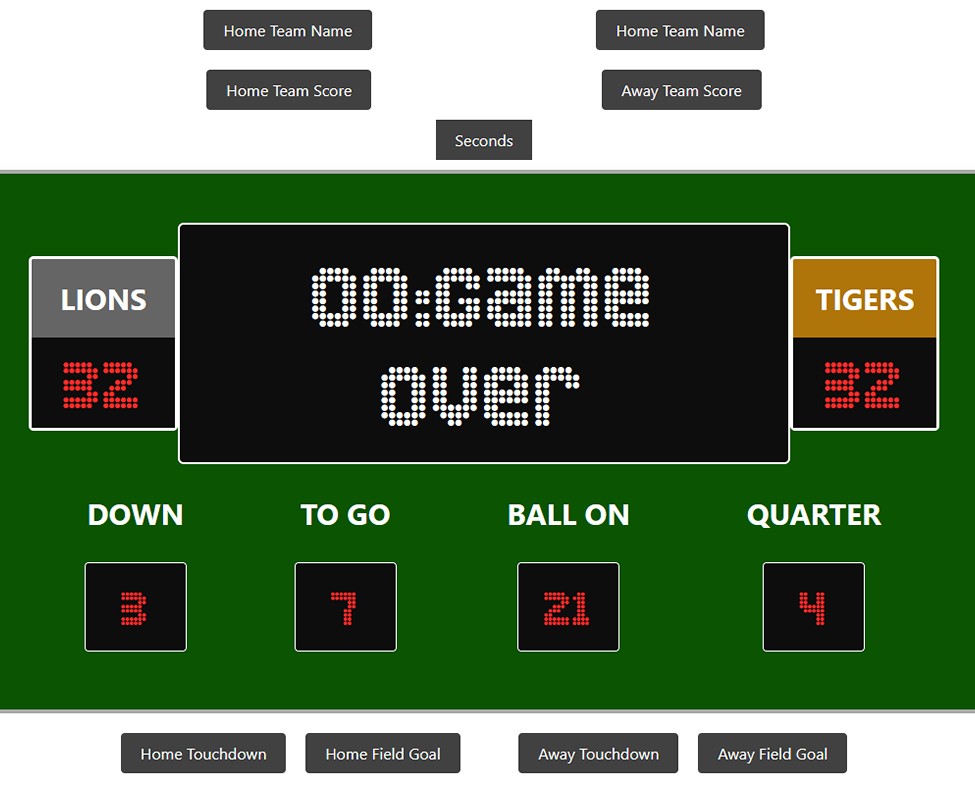 Home Team Name Home Team Name
Home Team Score Away Team Score
Seconds
LIONS
32
00:Game
over
TIGERS
32
DOWN TO GO BALL ON QUARTER
3 7 21 4
Home Touchdown Home Field Goal Away Touchdown Away Field Goal